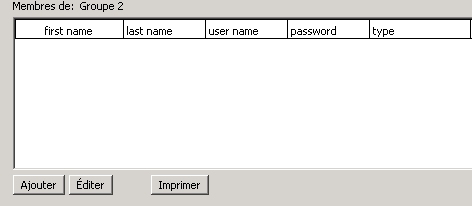 Membres de: Groupe 2
first name last name user name password type
Ajouter Éditer Imprimer